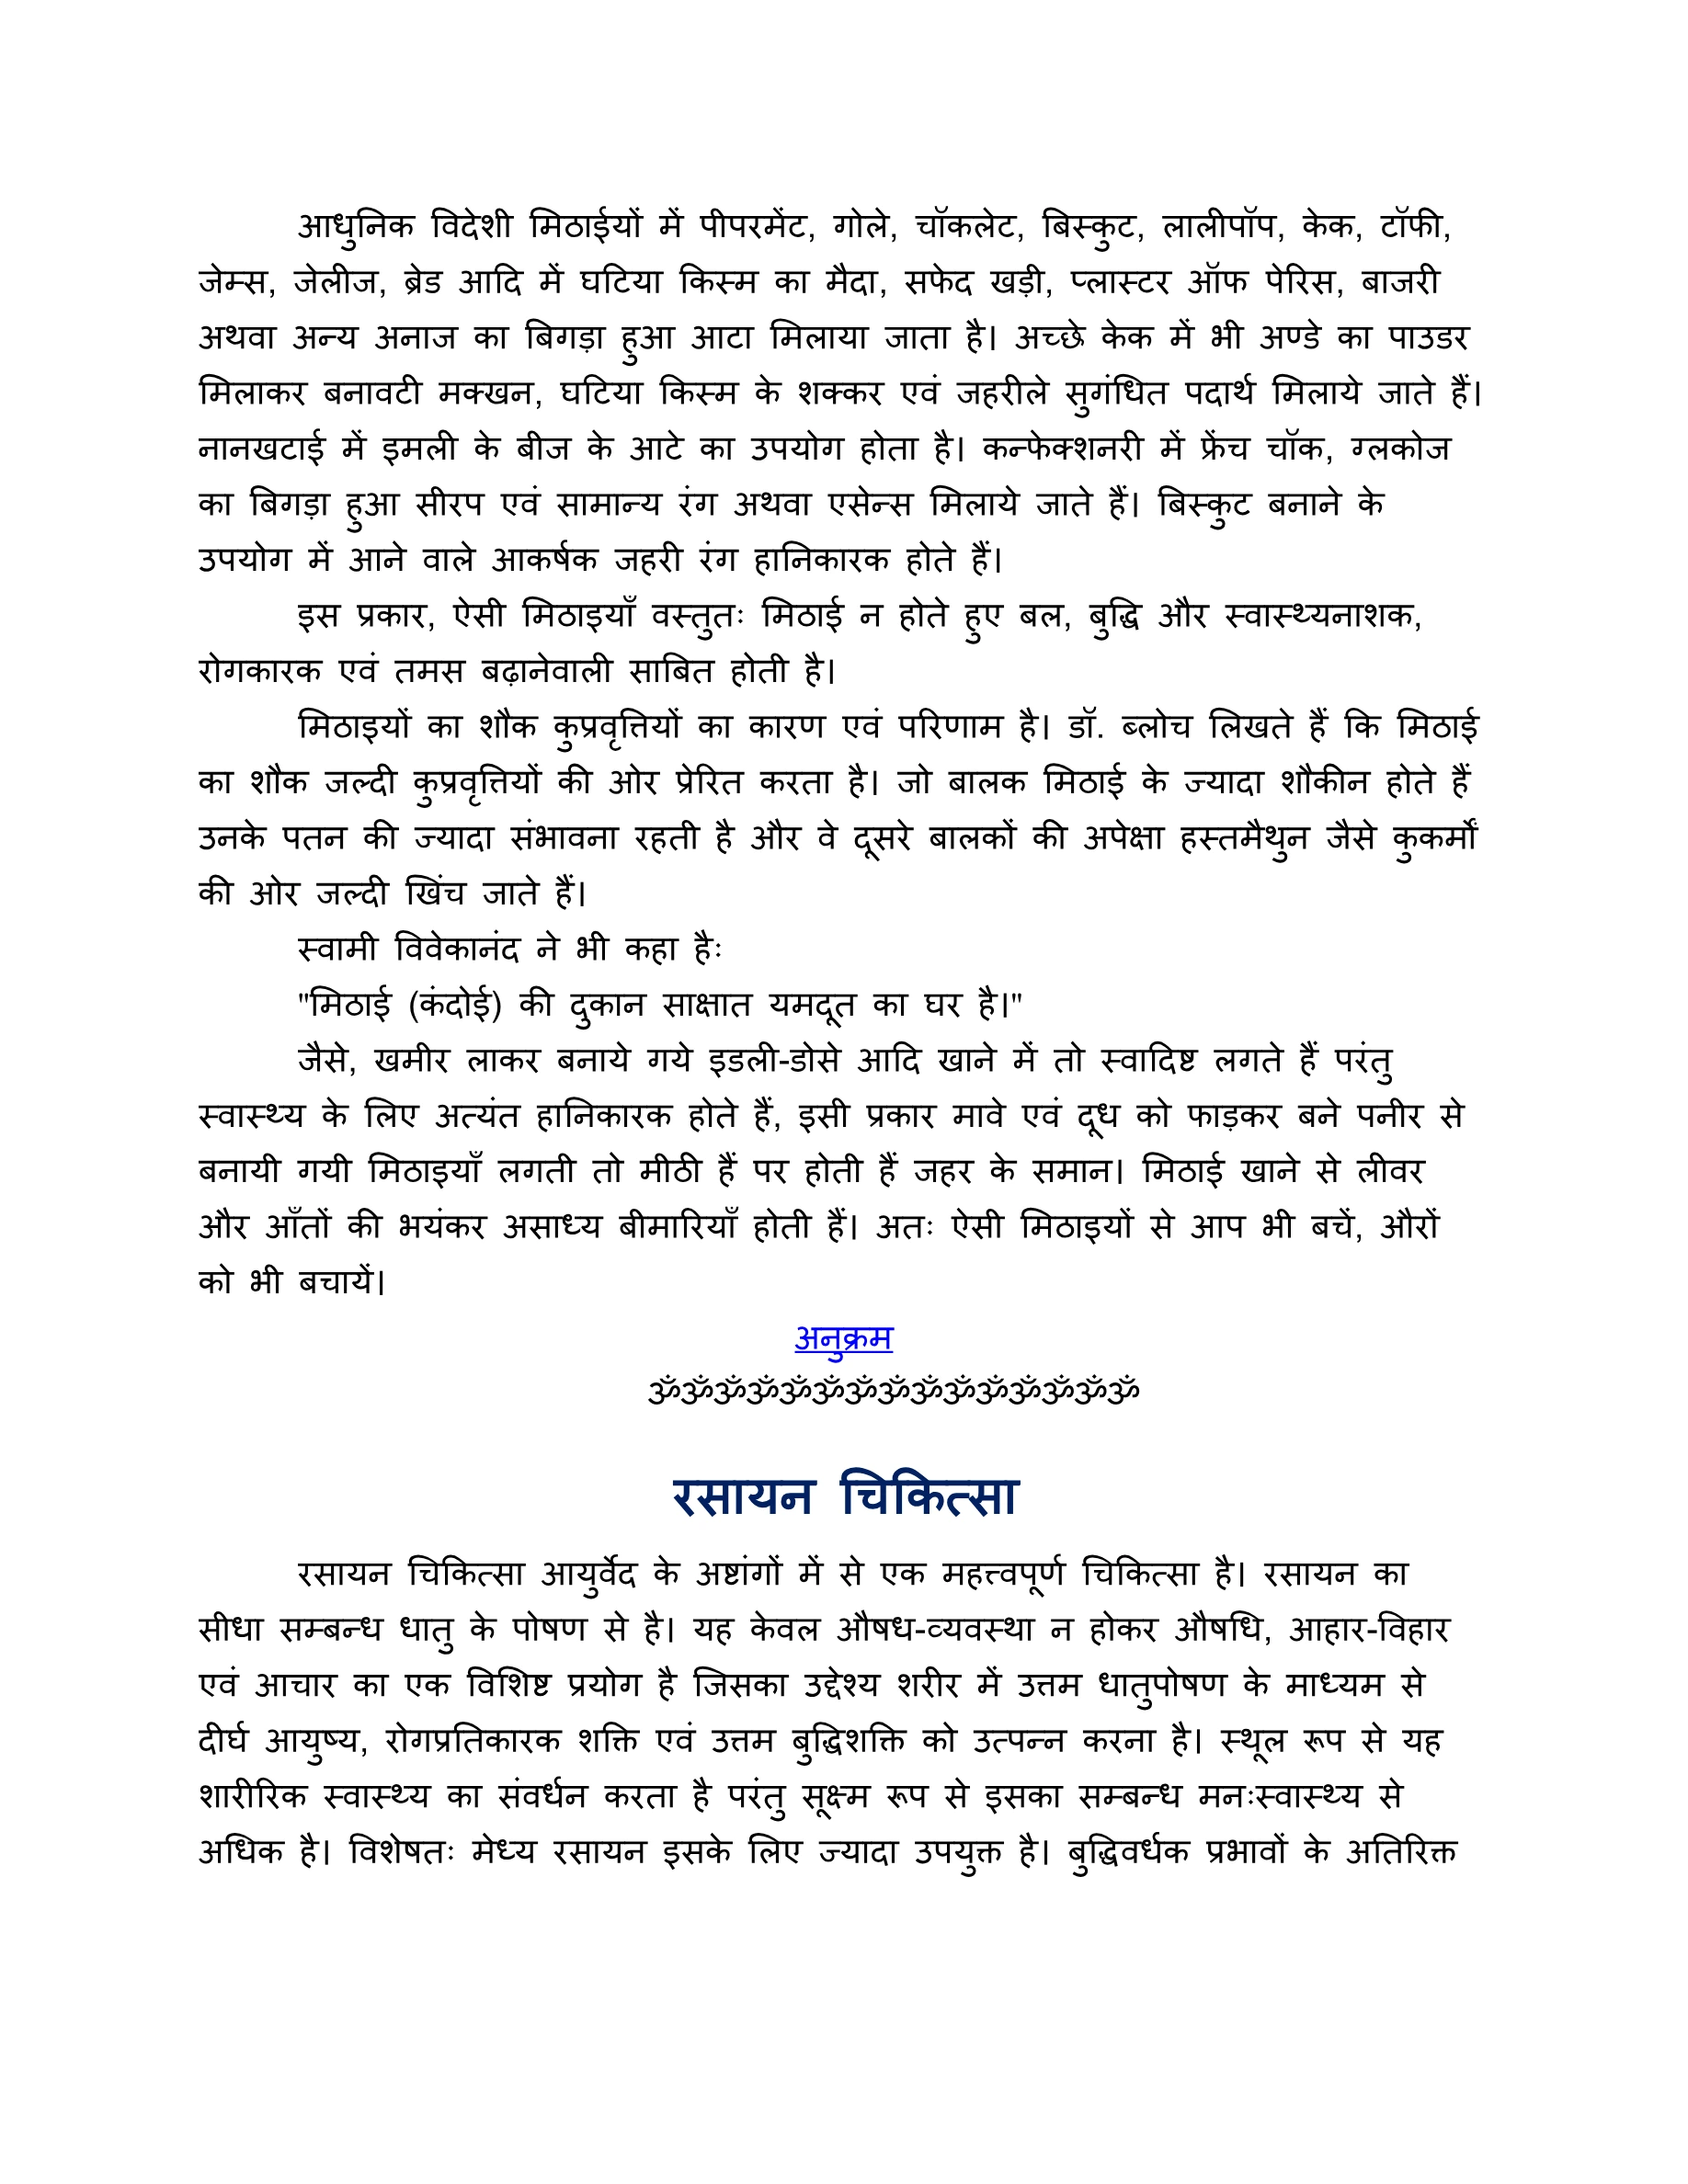 आधुनिक विदेशी मिठाईयों में पीपरमेंट, गोले, चॉकलेट, बिस्कुट, लालीपॉप, केक, टॉफी,
जेम्स, जेलीज, ब्रेड आदि में घटिया किस्म का मैदा, सफेद खड़ी, प्लास्टर ऑफ पेरिस, बाजरी
अथवा अन्य अनाज का बिगड़ा हुआ आटा मिलाया जाता है। अच्छे केक में भी अण्डे का पाउडर
मिलाकर बनावटी मक्खन, घटिया किस्म के शक्कर एवं जहरीले सुगंधित पदार्थ मिलाये जाते हैं।
नानखटाई में इमली के बीज के आटे का उपयोग होता है। कन्फेक्शनरी में फ्रेंच चॉक, ग्लकोज
का बिगड़ा हुआ सीरप एवं सामान्य रंग अथवा एसेन्स मिलाये जाते हैं। बिस्कुट बनाने के
उपयोग में आने वाले आकर्षक जहरी रंग हानिकारक होते हैं।
इस प्रकार, ऐसी मिठाइयाँ वस्तुतः मिठाई न होते हुए बल, बुद्धि और स्वास्थ्यनाशक,
रोगकारक एवं तमस बढ़ानेवाली साबित होती है।
मिठाइयों का शौक कुप्रवृत्तियों का कारण एवं परिणाम है। डॉ. ब्लोच लिखते हैं कि मिठाई
का शौक जल्दी कुप्रवृत्तियों की ओर प्रेरित करता है। जो बालक मिठाई के ज्यादा शौकीन होते हैं
उनके पतन की ज्यादा संभावना रहती है और वे दूसरे बालकों की अपेक्षा हस्तमैथुन जैसे कुकर्मों
की ओर जल्दी खिंच जाते हैं।
स्वामी विवेकानंद ने भी कहा हैः
"मिठाई (कंदोई) की दुकान साक्षात यमदूत का घर है।"
जैसे, खमीर लाकर बनाये गये इडली-डोसे आदि खाने में तो स्वादिष्ट लगते हैं परंतु
स्वास्थ्य के लिए अत्यंत हानिकारक होते हैं, इसी प्रकार मावे एवं दूध को फाड़कर बने पनीर से
बनायी गयी मिठाइयाँ लगती तो मीठी हैं पर होती हैं जहर के समान। मिठाई खाने से लीवर
और आँतों की भयंकर असाध्य बीमारियाँ होती हैं। अतः ऐसी मिठाइयों से आप भी बचें, औरों
को भी बचायें।
अनुक्रम
ॐॐॐॐॐॐॐॐॐॐॐॐॐॐॐ
रसायन चिकित्सा
रसायन चिकित्सा आयुर्वेद के अष्टांगों में से एक महत्त्वपूर्ण चिकित्सा है। रसायन का
सीधा सम्बन्ध धातु के पोषण से है। यह केवल औषध-व्यवस्था न होकर औषधि, आहार-विहार
एवं आचार का एक विशिष्ट प्रयोग है जिसका उद्देश्य शरीर में उत्तम धातुपोषण के माध्यम से
दीर्घ आयुष्य, रोगप्रतिकारक शक्ति एवं उत्तम बुद्धिशक्ति को उत्पन्न करना है। स्थूल रूप से यह
शारीरिक स्वास्थ्य का संवर्धन करता है परंतु सूक्ष्म रूप से इसका सम्बन्ध मनःस्वास्थ्य से
अधिक है। विशेषतः मेध्य रसायन इसके लिए ज्यादा उपयुक्त है। बुद्धिवर्धक प्रभावों के अतिरिक्त